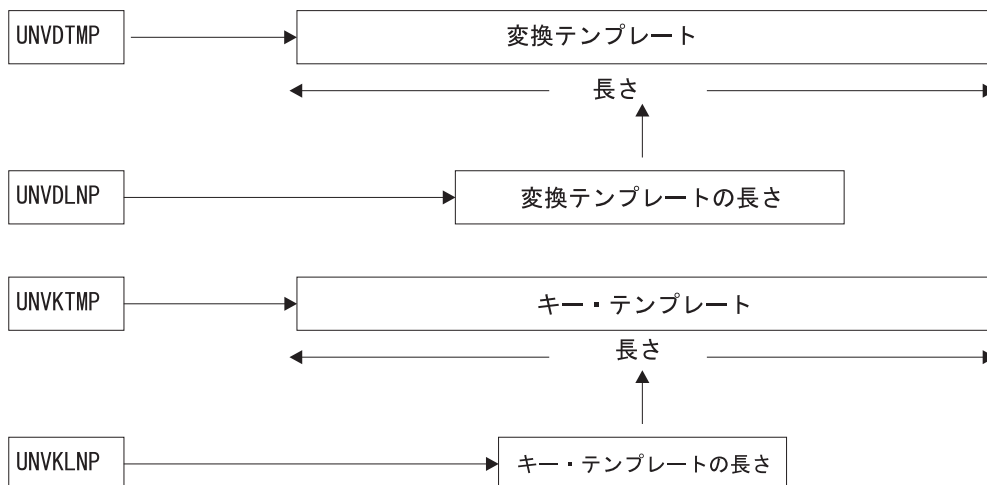 UNVDTMP
変換テンプレート
長さ
UNVDLNP
変換テンプレートの長さ
UNVKTMP
キー・テンプレート
長さ
UNVKLNP
キー・テンプレートの長さ